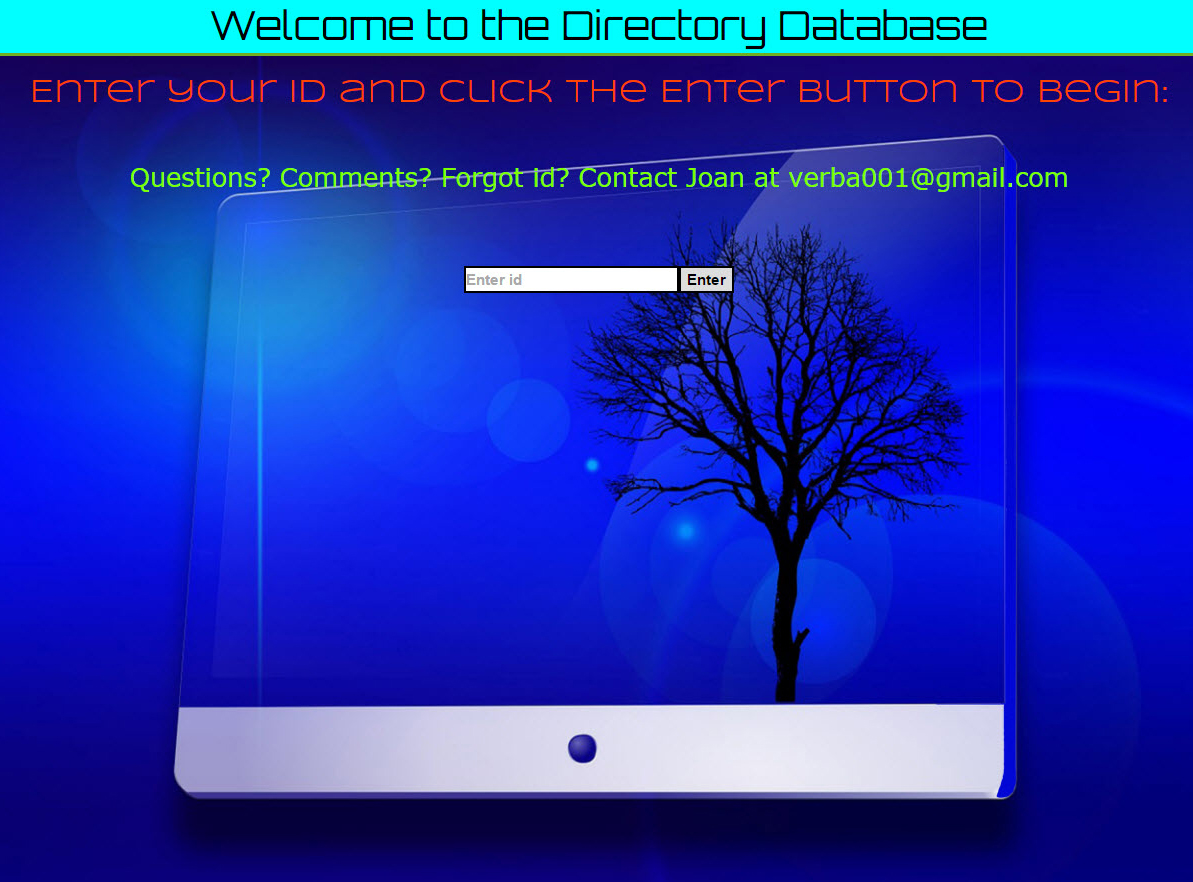 Welcome to the Directory Database
Enter your ID and click the Enter Button to Begin:
Questions? Comments? Forgot id? Contact Joan at verba001@gmail.com
Enter id
Enter